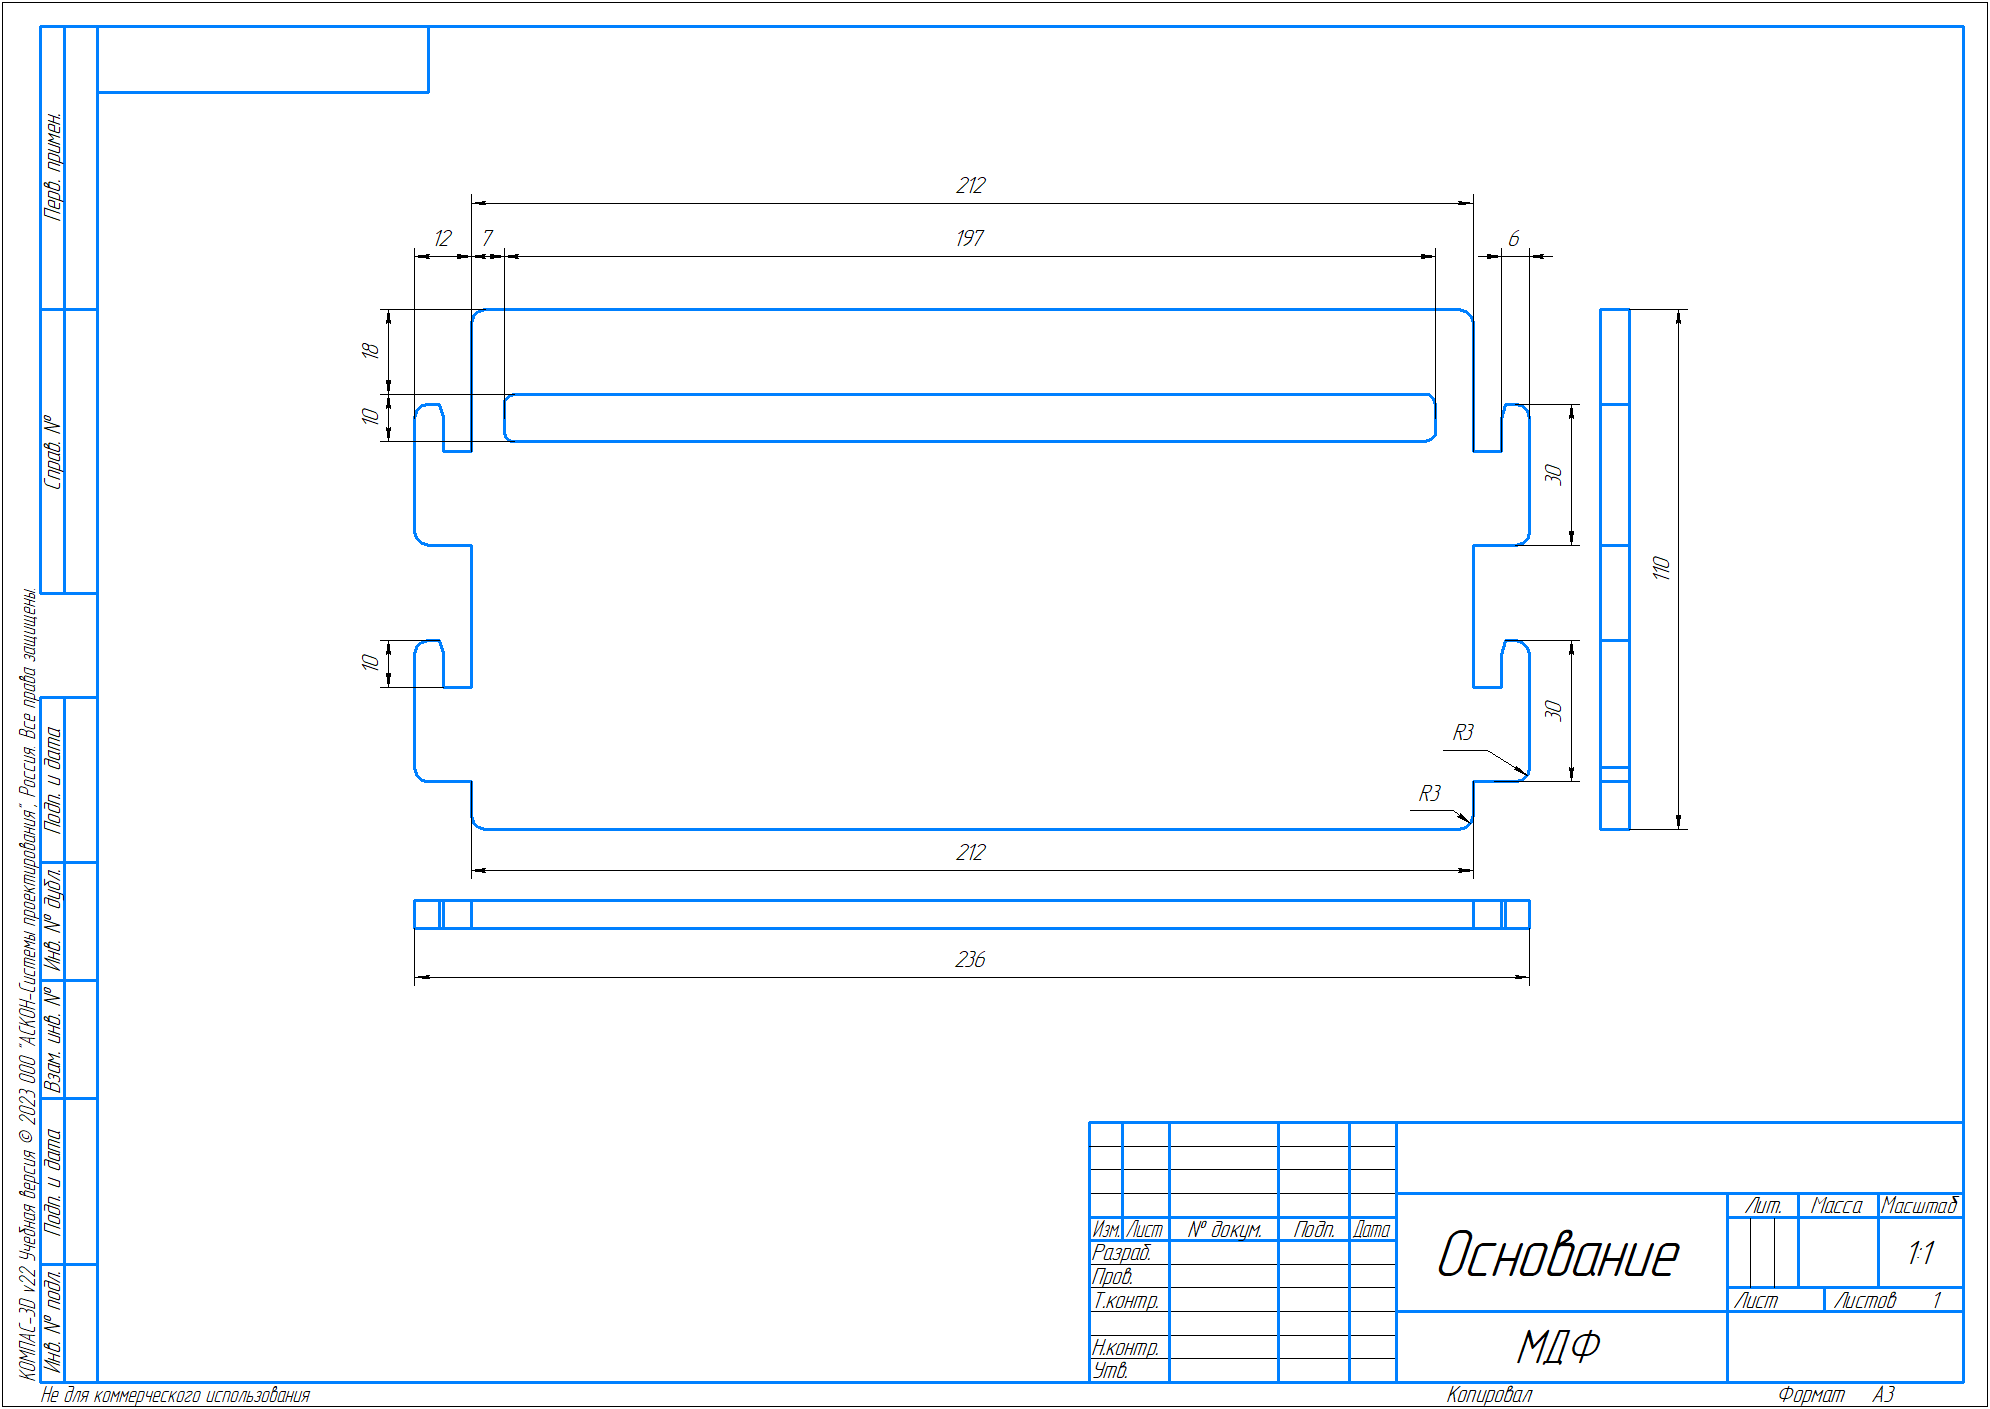 Перв. примен.
Справ. №
Подп. и дата
Инв. № дубл.
Взам. инв. №
Подп. и дата
Инв. № подл.
КОМПАС-3D v22 Учебная версия © 2023 ООО "АСКОН-Системы проектирования", Россия. Все права защищены.
212
12 7 197 6
18
10
30
110
10
30
R3
R3
212
236
Изм. Лист № докум. Подп. Дата
Разраб.
Пров.
Т.контр.
Н.контр.
Утв.
Основание
МДФ
Лит. Масса Масштаб
1:1
Лист Листов 1
Не для коммерческого использования
Копировал
Формат А3